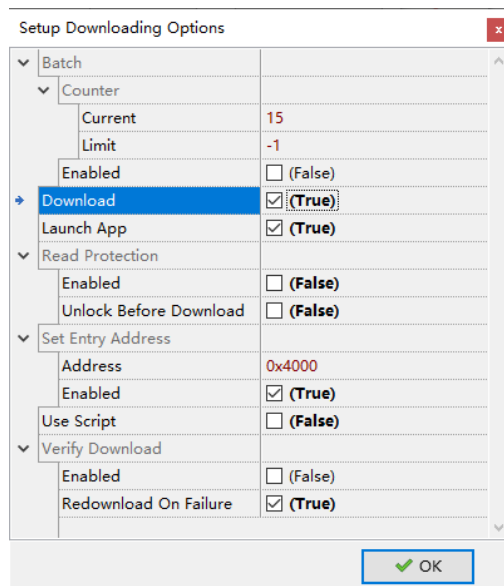 Setup Downloading Options
x
Batch
Counter
Current 15
Limit -1
Enabled (False)
Download (True)
Launch App (True)
Read Protection
Enabled (False)
Unlock Before Download (False)
Set Entry Address
Address 0x4000
Enabled (True)
Use Script (False)
Verify Download
Enabled (False)
Redownload On Failure (True)
OK